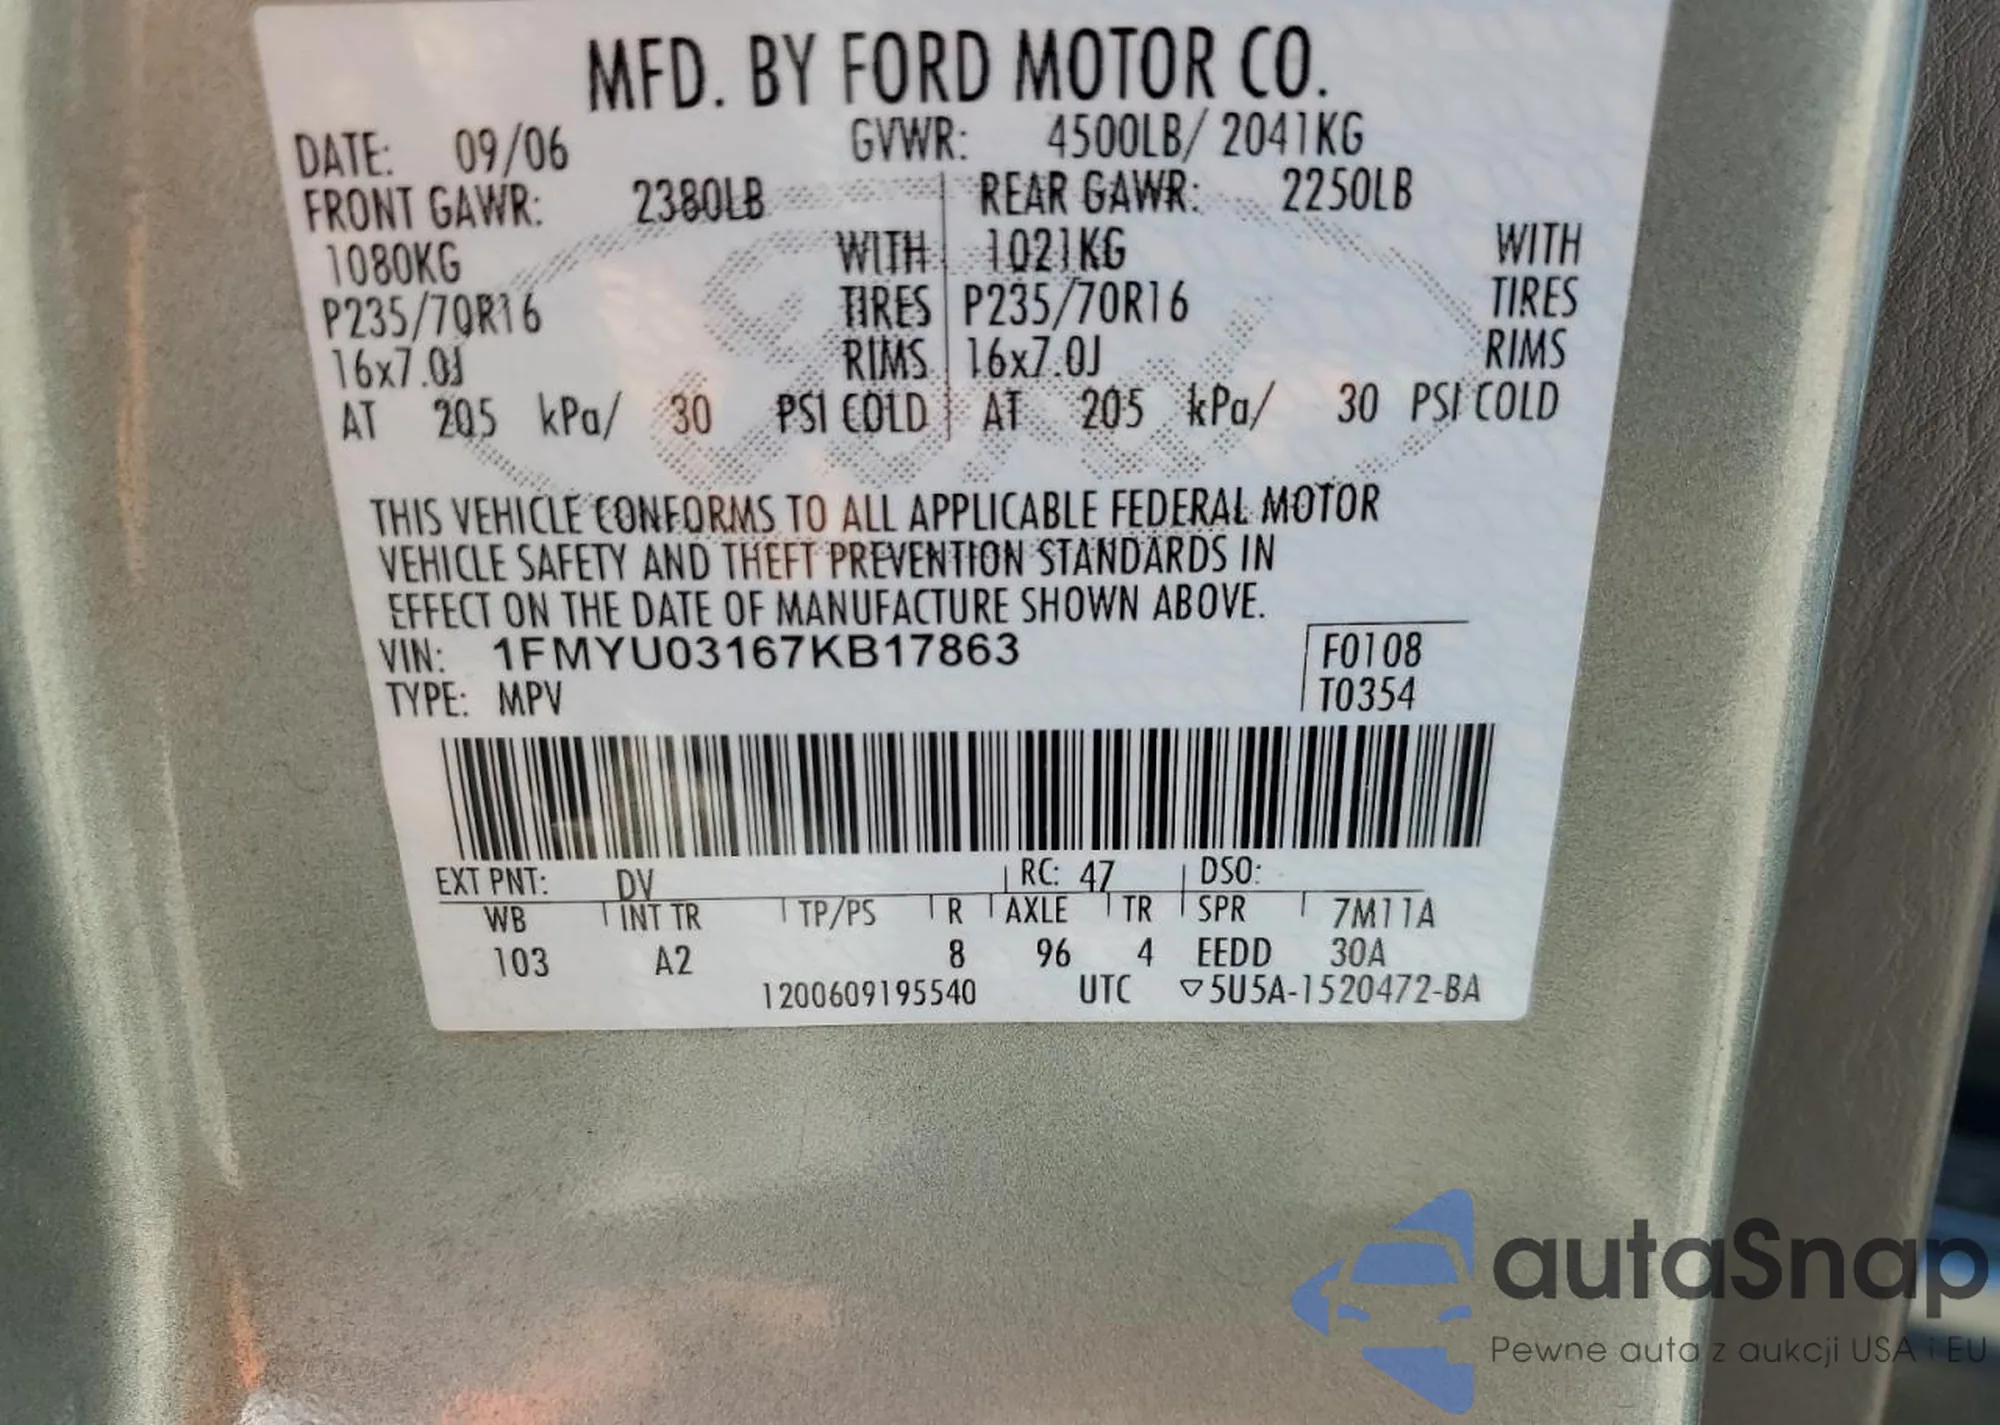 MFD. BY FORD MOTOR CO.
DATE: 09/06 GVWR: 4500LB/ 2041KG
FRONT GAWR: 2380LB REAR GAWR: 2250LB
1080KG WITH 1021KG WITH
P235/70R16 TIRES P235/70R16 TIRES
16x7.0J RIMS 16x7.0J RIMS
AT 205 kPa/ 30 PSI COLD AT 205 kPa/ 30 PSI COLD
THIS VEHICLE CONFORMS TO ALL APPLICABLE FEDERAL MOTOR
VEHICLE SAFETY AND THEFT PREVENTION STANDARDS IN
EFFECT ON THE DATE OF MANUFACTURE SHOWN ABOVE.
VIN: 1FMYU03167KB17863 F0108
TYPE: MPV T0354
EXT PNT: DV RC: 47 DSO:
WB INT TR TP/PS R AXLE TR SPR 7M11A
103 A2 8 96 4 EEDD 30A
1200609195540 UTC ▽5U5A-1520472-BA
autoSnap
Pewne auta z aukcji USA i EU